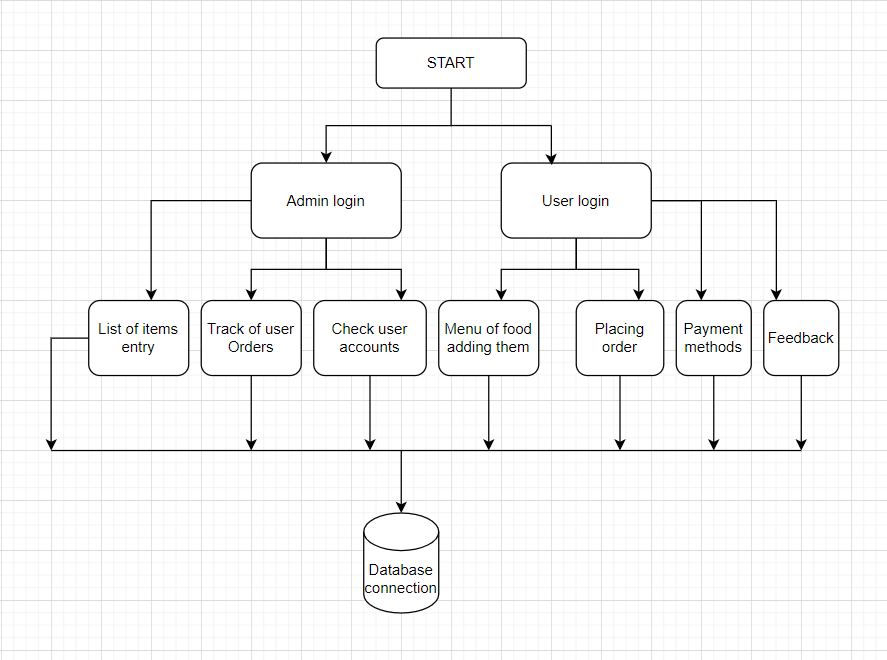 START
Admin login
User login
List of items
entry
Track of user
Orders
Check user
accounts
Menu of food
adding them
Placing
order
Payment
methods
Feedback
Database
connection